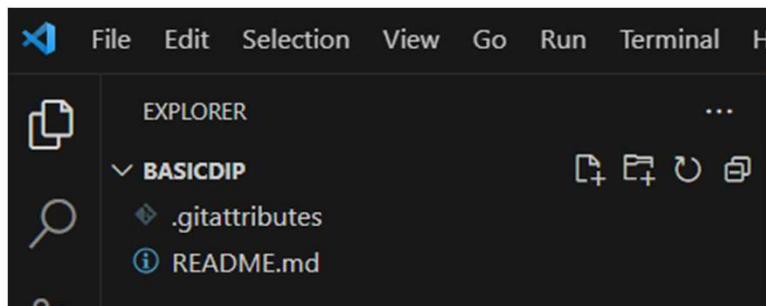 File Edit Selection View Go Run Terminal H
EXPLORER ...
BASICDIP
.gitattributes
README.md